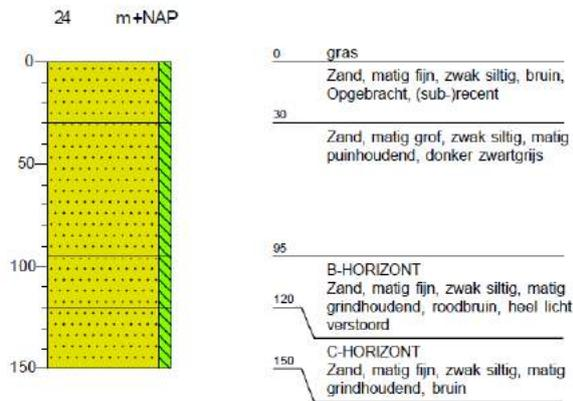 24 m+NAP
0
50
100
150
0 gras
Zand, matig fijn, zwak siltig, bruin,
Opgebracht, (sub-)recent
30
Zand, matig grof, zwak siltig, matig
puinhoudend, donker zwartgrijs
95
B-HORIZONT
Zand, matig fijn, zwak siltig, matig
120 grindhoudend, roodbruin, heel licht
verstoord
C-HORIZONT
150 Zand, matig fijn, zwak siltig, matig
grindhoudend, bruin